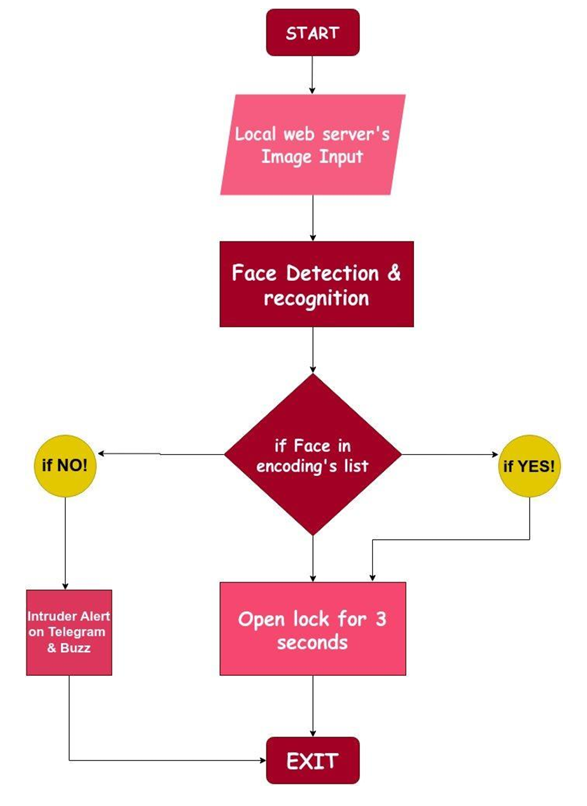 START
Local web server's
Image Input
Face Detection &
recognition
if Face in
encoding's list
if NO!
if YES!
Intruder Alert
on Telegram
& Buzz
Open lock for 3
seconds
EXIT